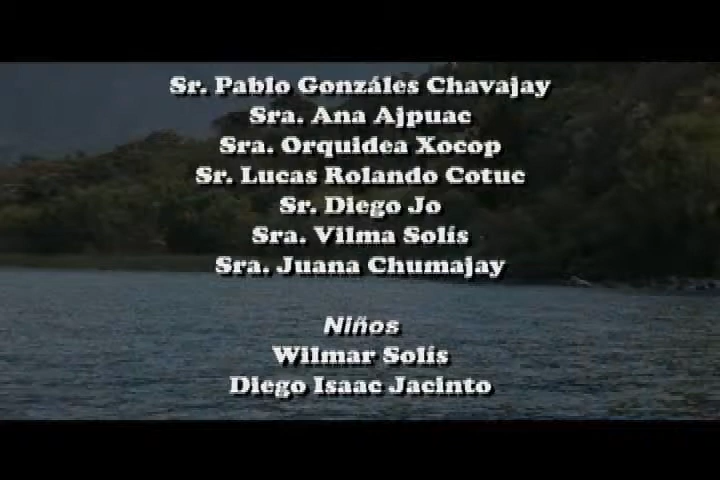 Sr. Pablo Gonzáles Chavajay
Sra. Ana Ajpuac
Sra. Orquidea Xocop
Sr. Lucas Rolando Cotuc
Sr. Diego Jo
Sra. Vilma Solís
Sra. Juana Chumajay
Niños
Wilmar Solís
Diego Isaac Jacinto